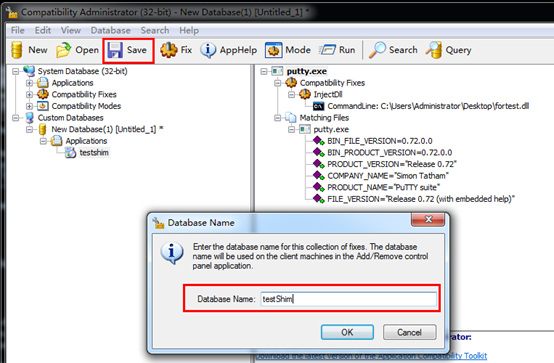 Compatibility Administrator (32-bit) - New Database(1) [Untitled_1] *
File Edit View Database Search Help
New Open Save Fix AppHelp Mode Run Search Query
System Database (32-bit)
Applications
Compatibility Fixes
Compatibility Modes
Custom Databases
New Database(1) [Untitled_1] *
Applications
testshim
putty.exe
Compatibility Fixes
InjectDll
CommandLine: C:\Users\Administrator\Desktop\fortest.dll
Matching Files
putty.exe
BIN_FILE_VERSION=0.72.0.0
BIN_PRODUCT_VERSION=0.72.0.0
PRODUCT_VERSION="Release 0.72"
COMPANY_NAME="Simon Tatham"
PRODUCT_NAME="PuTTY suite"
FILE_VERSION="Release 0.72 (with embedded help)"
Database Name
Enter the database name for this collection of fixes. The database
name will be used on the client machines in the Add/Remove control
panel application.
Database Name: testShim
OK Cancel
rator:
Download the latest version of the Application Compatibility Toolkit